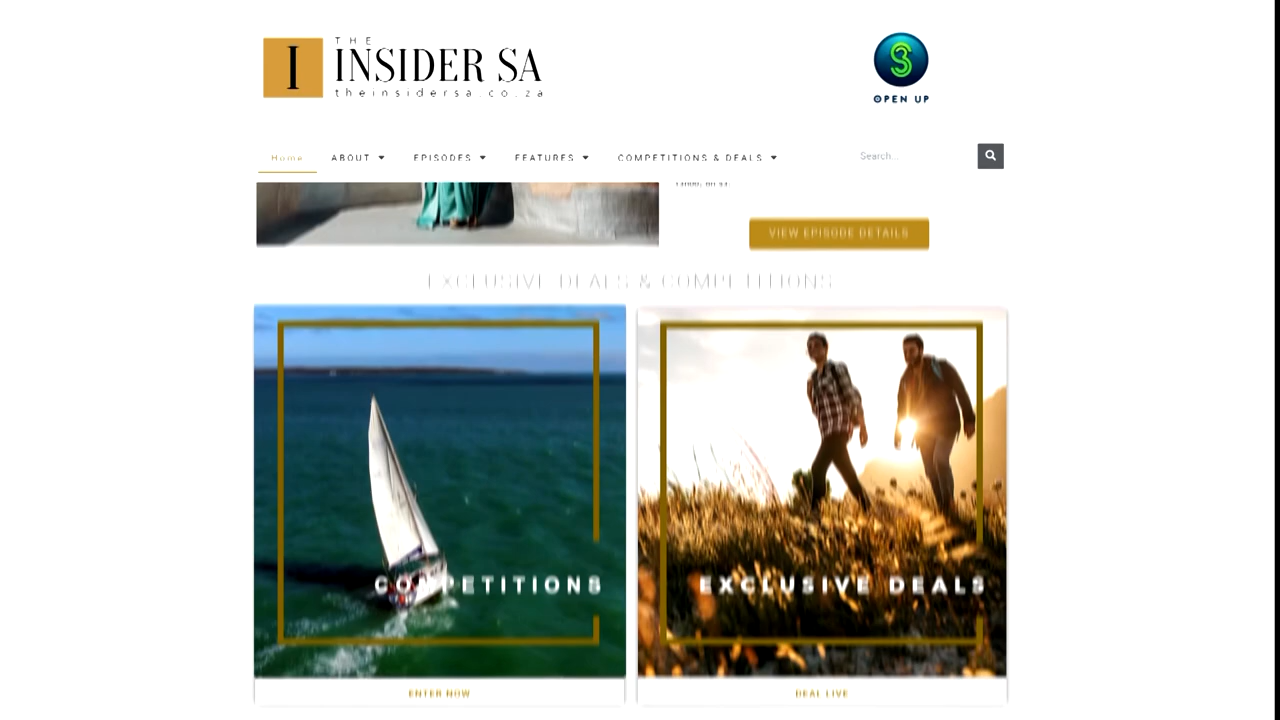 THE
I INSIDER SA
theinsidersa.co.za
OPEN UP
Home ABOUT EPISODES FEATURES COMPETITIONS & DEALS Search...
VIEW EPISODE DETAILS
EXCLUSIVE DEALS & COMPETITIONS
COMPETITIONS
EXCLUSIVE DEALS
ENTER NOW
DEAL LIVE